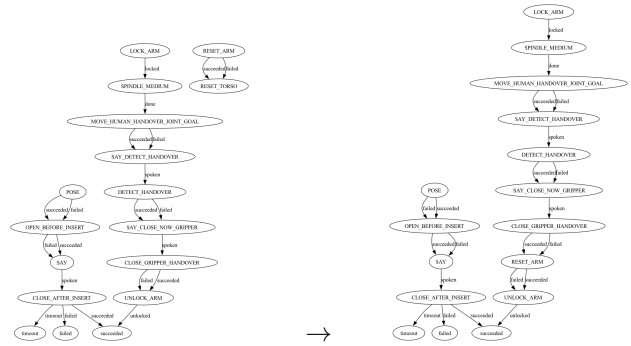 LOCK_ARM
RESET_ARM
locked
succeeded failed
SPINDLE_MEDIUM
RESET_TORSO
done
MOVE_HUMAN_HANDOVER_JOINT_GOAL
succeeded failed
SAY_DETECT_HANDOVER
spoken
POSE
DETECT_HANDOVER
succeeded failed
succeeded failed
OPEN_BEFORE_INSERT
SAY_CLOSE_NOW_GRIPPER
failed succeeded
spoken
SAY
CLOSE_GRIPPER_HANDOVER
spoken
failed succeeded
CLOSE_AFTER_INSERT
UNLOCK_ARM
timeout failed succeeded unlocked
timeout
failed
succeeded
→
LOCK_ARM
locked
SPINDLE_MEDIUM
done
MOVE_HUMAN_HANDOVER_JOINT_GOAL
succeeded failed
SAY_DETECT_HANDOVER
spoken
DETECT_HANDOVER
succeeded failed
POSE
SAY_CLOSE_NOW_GRIPPER
failed succeeded
spoken
OPEN_BEFORE_INSERT
CLOSE_GRIPPER_HANDOVER
succeeded failed
succeeded failed
SAY
RESET_ARM
spoken
failed succeeded
CLOSE_AFTER_INSERT
UNLOCK_ARM
timeout failed succeeded unlocked
timeout
failed
succeeded